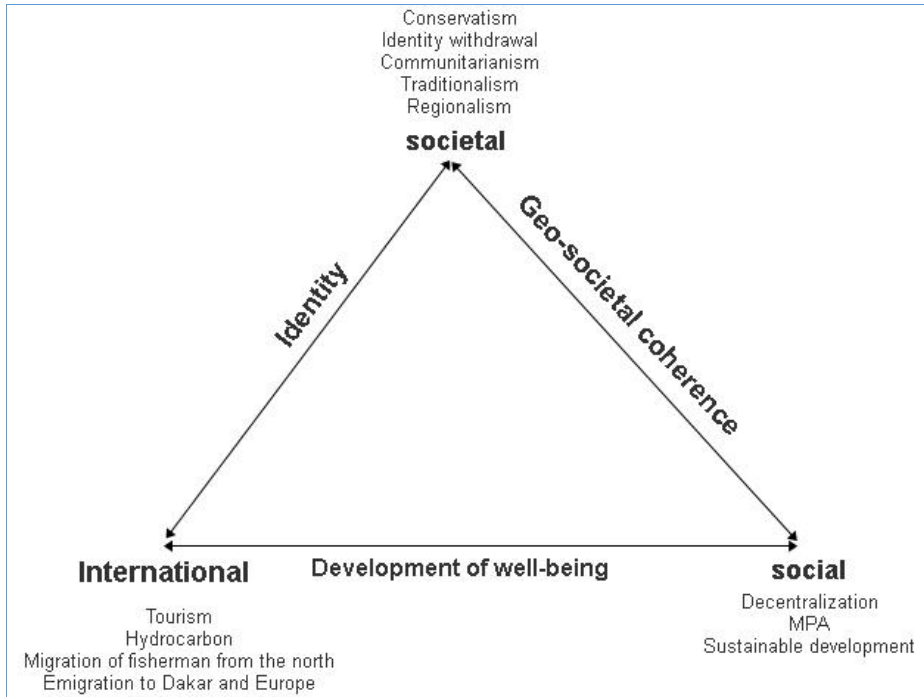 Conservatism
Identity withdrawal
Communitarianism
Traditionalism
Regionalism
societal
Identity
Geo-societal coherence
International
Development of well-being
social
Tourism
Hydrocarbon
Migration of fisherman from the north
Emigration to Dakar and Europe
Decentralization
MPA
Sustainable development